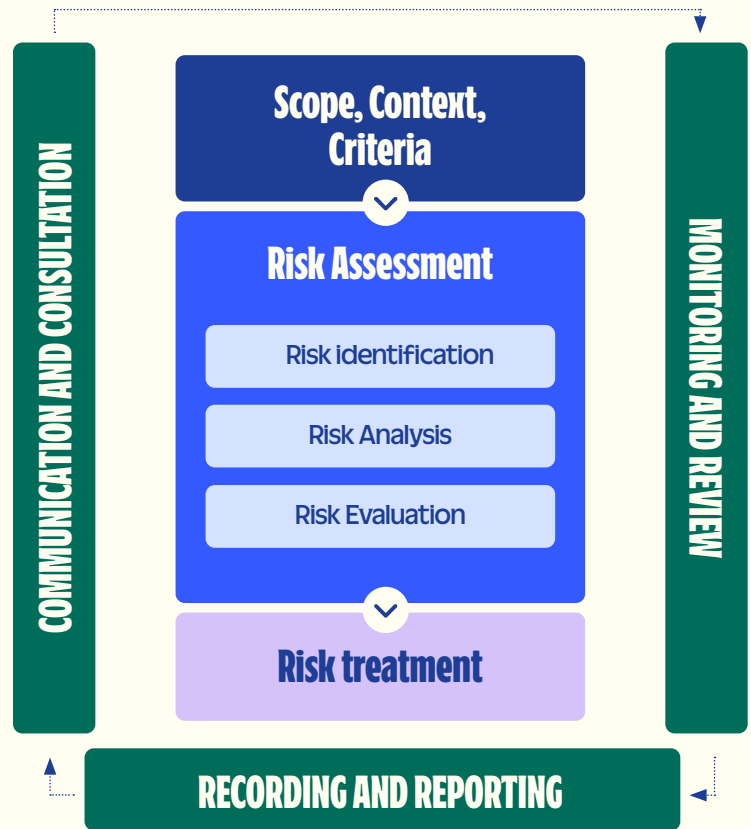 Scope, Context,
Criteria
Risk Assessment
Risk identification
Risk Analysis
Risk Evaluation
Risk treatment
COMMUNICATION AND CONSULTATION
MONITORING AND REVIEW
RECORDING AND REPORTING